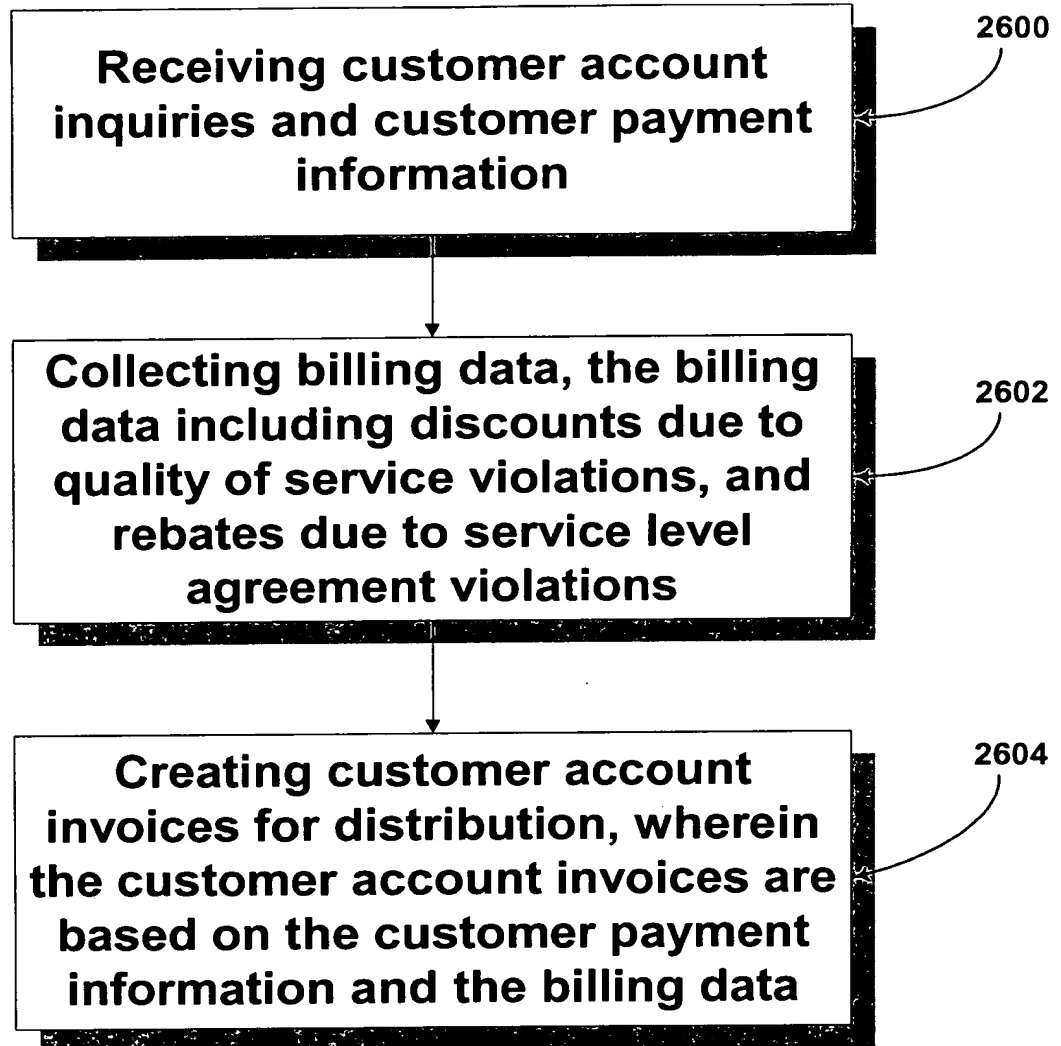 2600
Receiving customer account
inquiries and customer payment
information
2602
Collecting billing data, the billing
data including discounts due to
quality of service violations, and
rebates due to service level
agreement violations
2604
Creating customer account
invoices for distribution, wherein
the customer account invoices are
based on the customer payment
information and the billing data